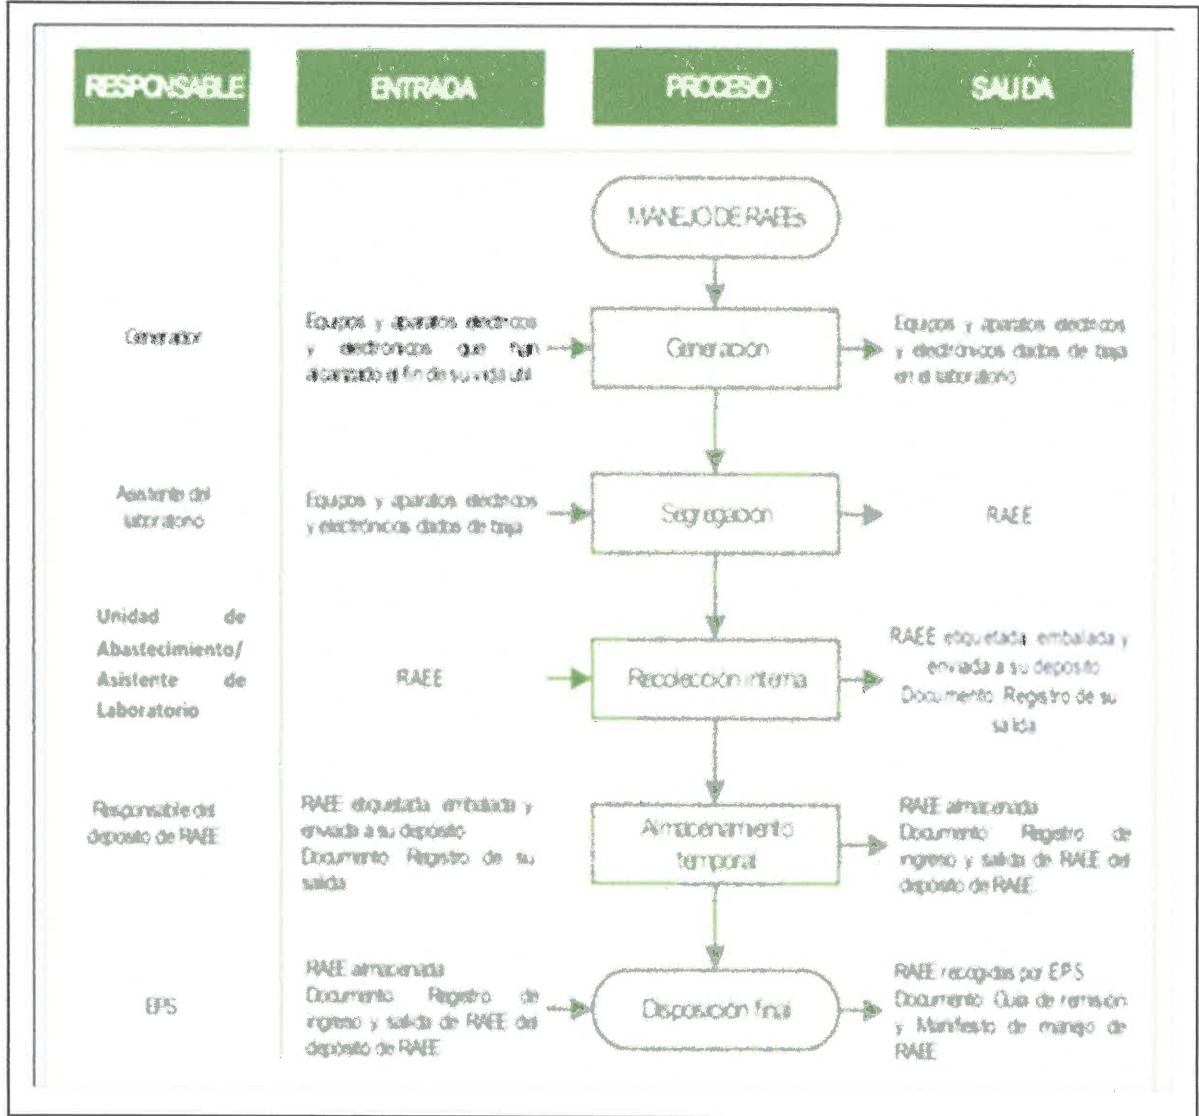 RESPONSABLE
ENTRADA
PROCESO
SALIDA
MANEJO DE RAEEs
Generador
Equipos y aparatos eléctricos
y electrónicos que han
alcanzado el fin de su vida útil
Generación
Equipos y aparatos eléctricos
y electrónicos dados de baja
en el laboratorio
Asistente del
laboratorio
Equipos y aparatos eléctricos
y electrónicos dados de baja
Segregación
RAEE
Unidad de
Abastecimiento/
Asistente de
Laboratorio
RAEE
Recolección interna
RAEE etiquetada, embalada y
enviada a su deposito
Documento: Registro de su
salida
Responsable del
deposito de RAEE
RAEE etiquetada, embalada y
enviada a su depósito
Documento: Registro de su
salida
Almacenamiento
temporal
RAEE almacenada
Documento: Registro de
ingreso y salida de RAEE del
depósito de RAEE
EPS
RAEE almacenada
Documento: Registro de
ingreso y salida de RAEE del
depósito de RAEE
Disposición final
RAEE recogidas por EPS
Documento: Guia de remisión
y Manifiesto de manejo de
RAEE